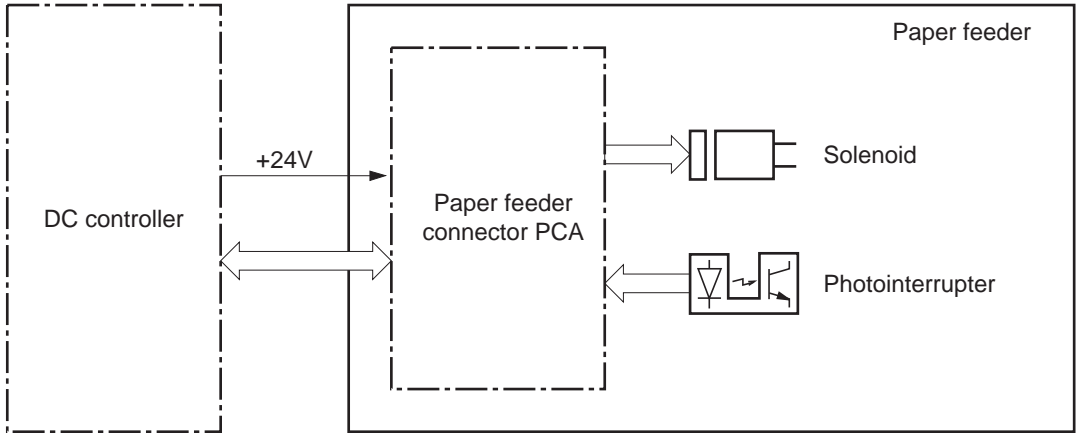 Paper feeder
+24V
DC controller
Paper feeder
connector PCA
Solenoid
Photointerrupter